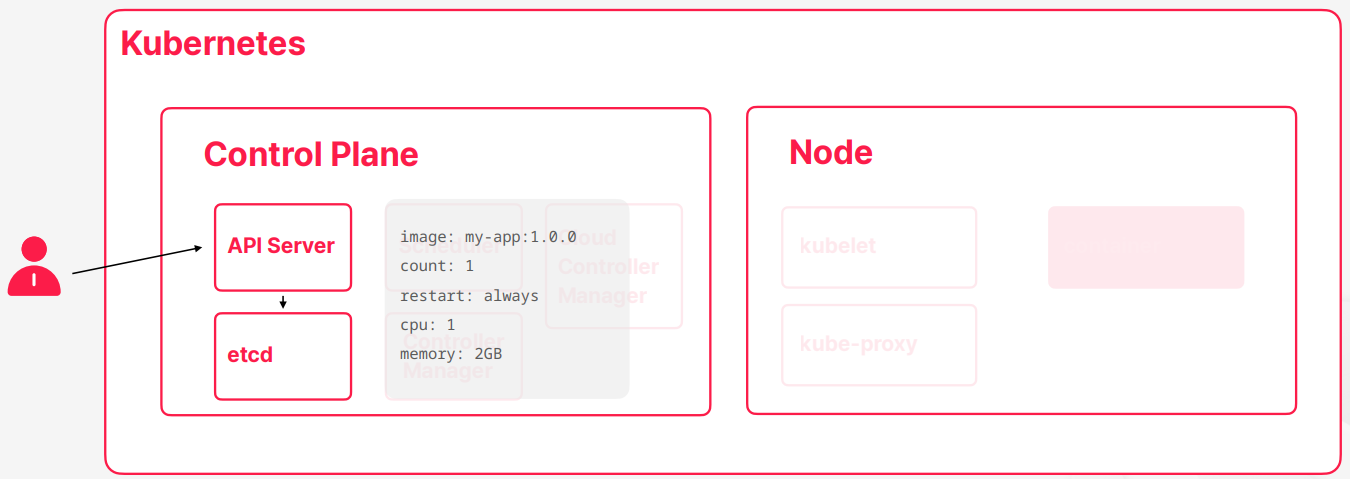 Kubernetes
Control Plane
API Server
etcd
Scheduler
Cloud
Controller
Manager
Controller
Manager
image: my-app:1.0.0
count: 1
restart: always
cpu: 1
memory: 2GB
Node
kubelet
kube-proxy